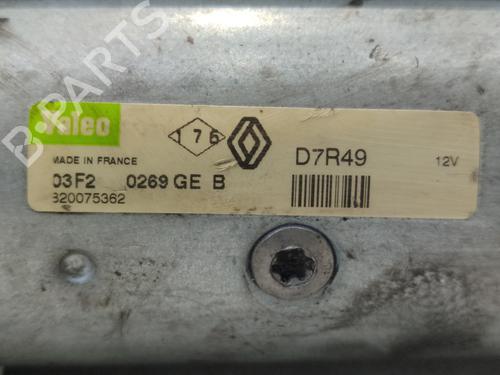 B-PARTS
Valeo
176
D7R49
12V
MADE IN FRANCE
03F2 0269 GE B
820075362